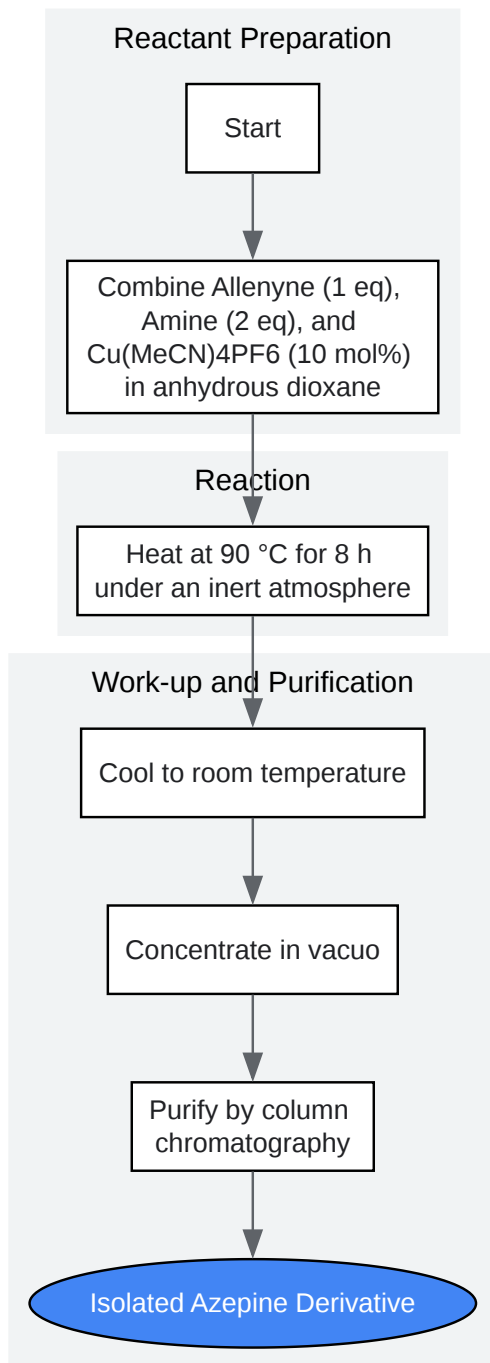 Reactant Preparation
Start
Combine Allenyne (1 eq),
Amine (2 eq), and
Cu(MeCN)4PF6 (10 mol%)
in anhydrous dioxane
Reaction
Heat at 90 °C for 8 h
under an inert atmosphere
Work-up and Purification
Cool to room temperature
Concentrate in vacuo
Purify by column
chromatography
Isolated Azepine Derivative